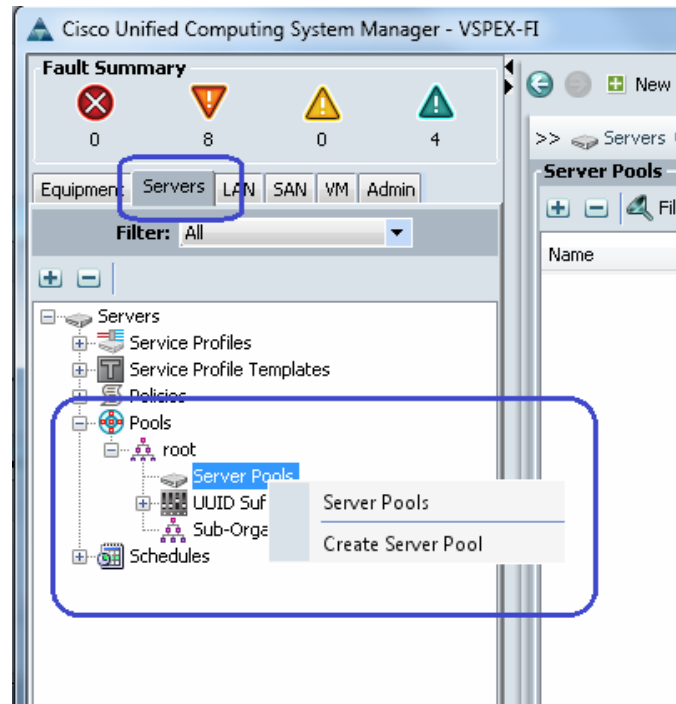 Cisco Unified Computing System Manager - VSPEX-FI
Fault Summary
0 8 0 4
New
>> Servers
Equipment Servers LAN SAN VM Admin
Server Pools
Filter: All
Fil
Name
Servers
Service Profiles
Service Profile Templates
Policies
Pools
root
Server Pools
UUID Suf
Server Pools
Sub-Orga
Create Server Pool
Schedules